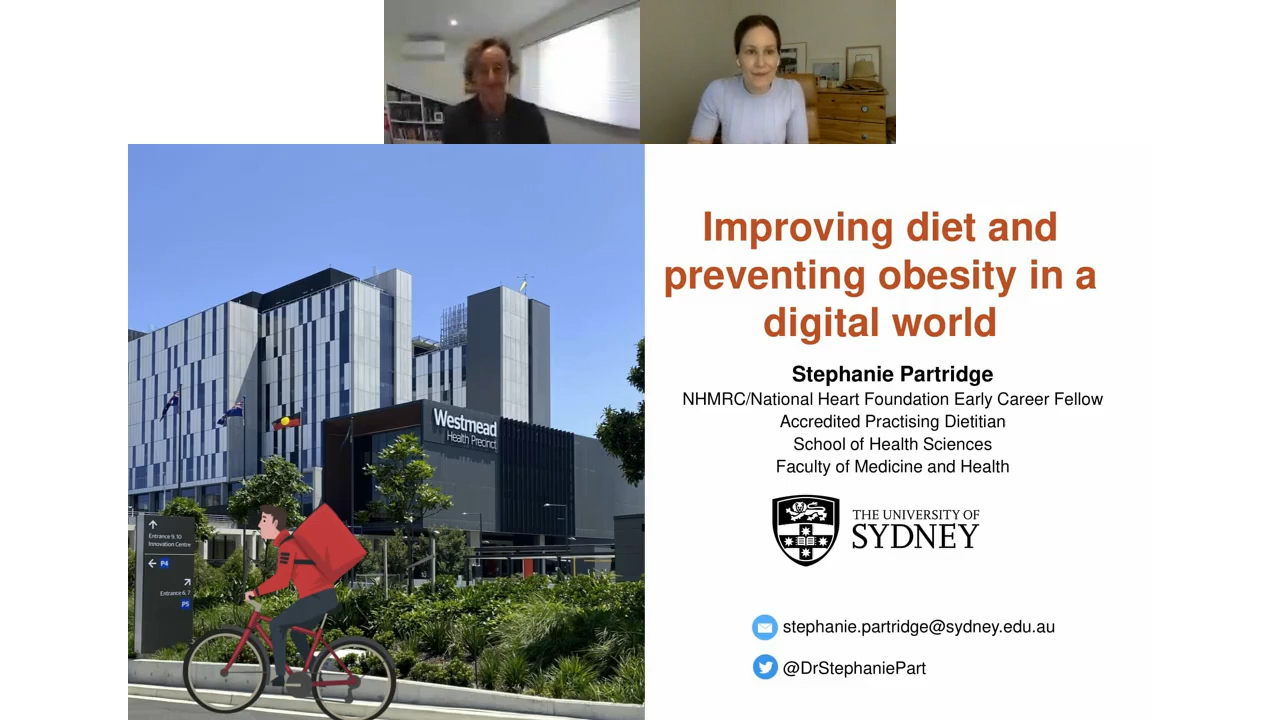 Improving diet and
preventing obesity in a
digital world
Stephanie Partridge
NHMRC/National Heart Foundation Early Career Fellow
Accredited Practising Dietitian
School of Health Sciences
Faculty of Medicine and Health
THE UNIVERSITY OF
SYDNEY
stephanie.partridge@sydney.edu.au
@DrStephaniePart
Westmead
Health Precinct
Entrance 9, 10
Innovation Centre
P4
Entrance 6, 7
P5